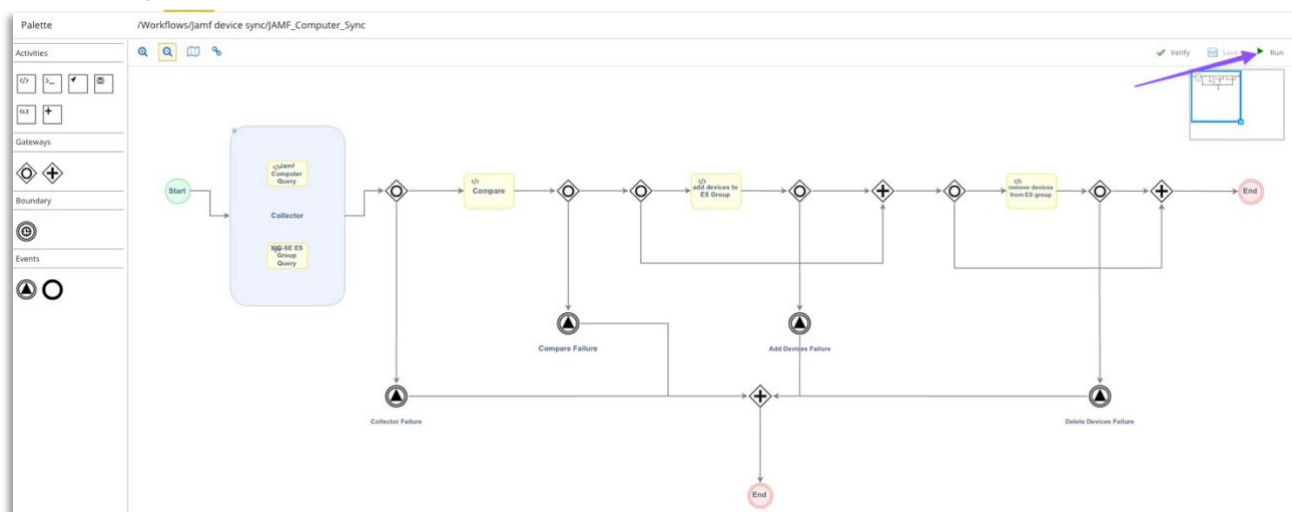 Palette
/Workflows/Jamf device sync/JAMF_Computer_Sync
Activities
Verify
Save
Run
CLI
Gateways
Boundary
Events
Start
Jamf
Computer
Query
Collector
ES
Group
Query
Compare
add devices to
ES Group
remove devices
from ES group
End
Compare Failure
Add Devices Failure
Collector Failure
Delete Devices Failure
End